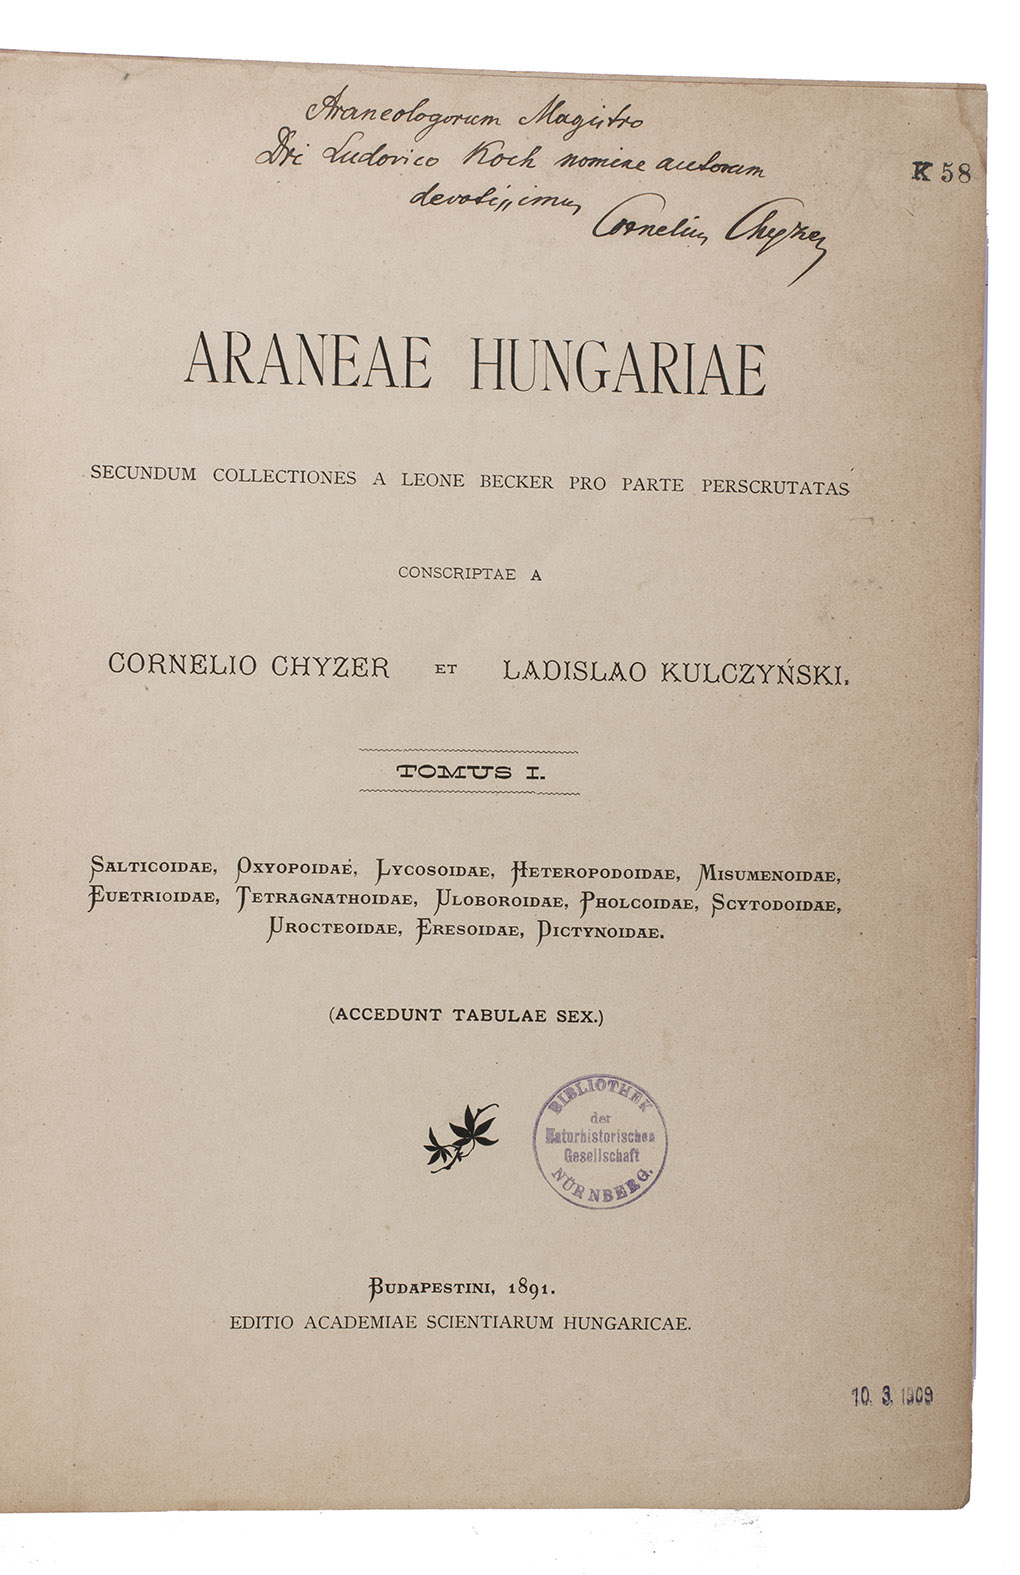 Araneologorum Magistro
Dri Ludovico Koch nomine autorum
devotissimus
Cornelius Chyzer
K 58
ARANEAE HUNGARIAE
SECUNDUM COLLECTIONES A LEONE BECKER PRO PARTE PERSCRUTATAS
CONSCRIPTAE A
CORNELIO CHYZER ET LADISLAO KULCZYŃSKI.
TOMUS I.
SALTICOIDAE, OXYOPOIDAE, LYCOSOIDAE, HETEROPODOIDAE, MISUMENOIDAE,
EUETRIOIDAE, TETRAGNATHOIDAE, ULOBOROIDAE, PHOLCOIDAE, SCYTODOIDAE,
UROCTEOIDAE, ERESOIDAE, DICTYNOIDAE.
(ACCEDUNT TABULAE SEX.)
BIBLIOTHEK
der
Naturhistorischen
Gesellschaft
NÜRNBERG.
BUDAPESTINI, 1891.
EDITIO ACADEMIAE SCIENTIARUM HUNGARICAE.
10. 3. 1909